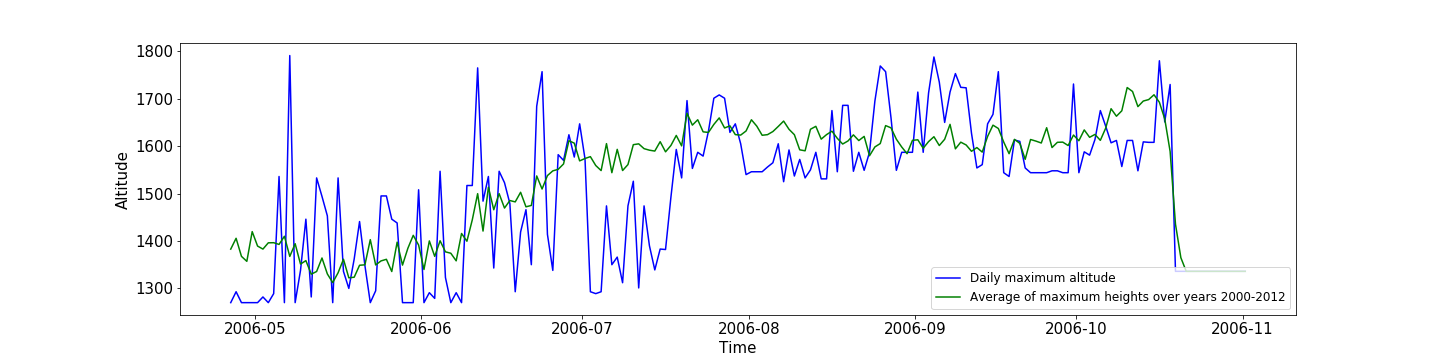 1800
1700
1600
1500
1400
1300
Altitude
2006-05 2006-06 2006-07 2006-08 2006-09 2006-10 2006-11
Time
Daily maximum altitude
Average of maximum heights over years 2000-2012